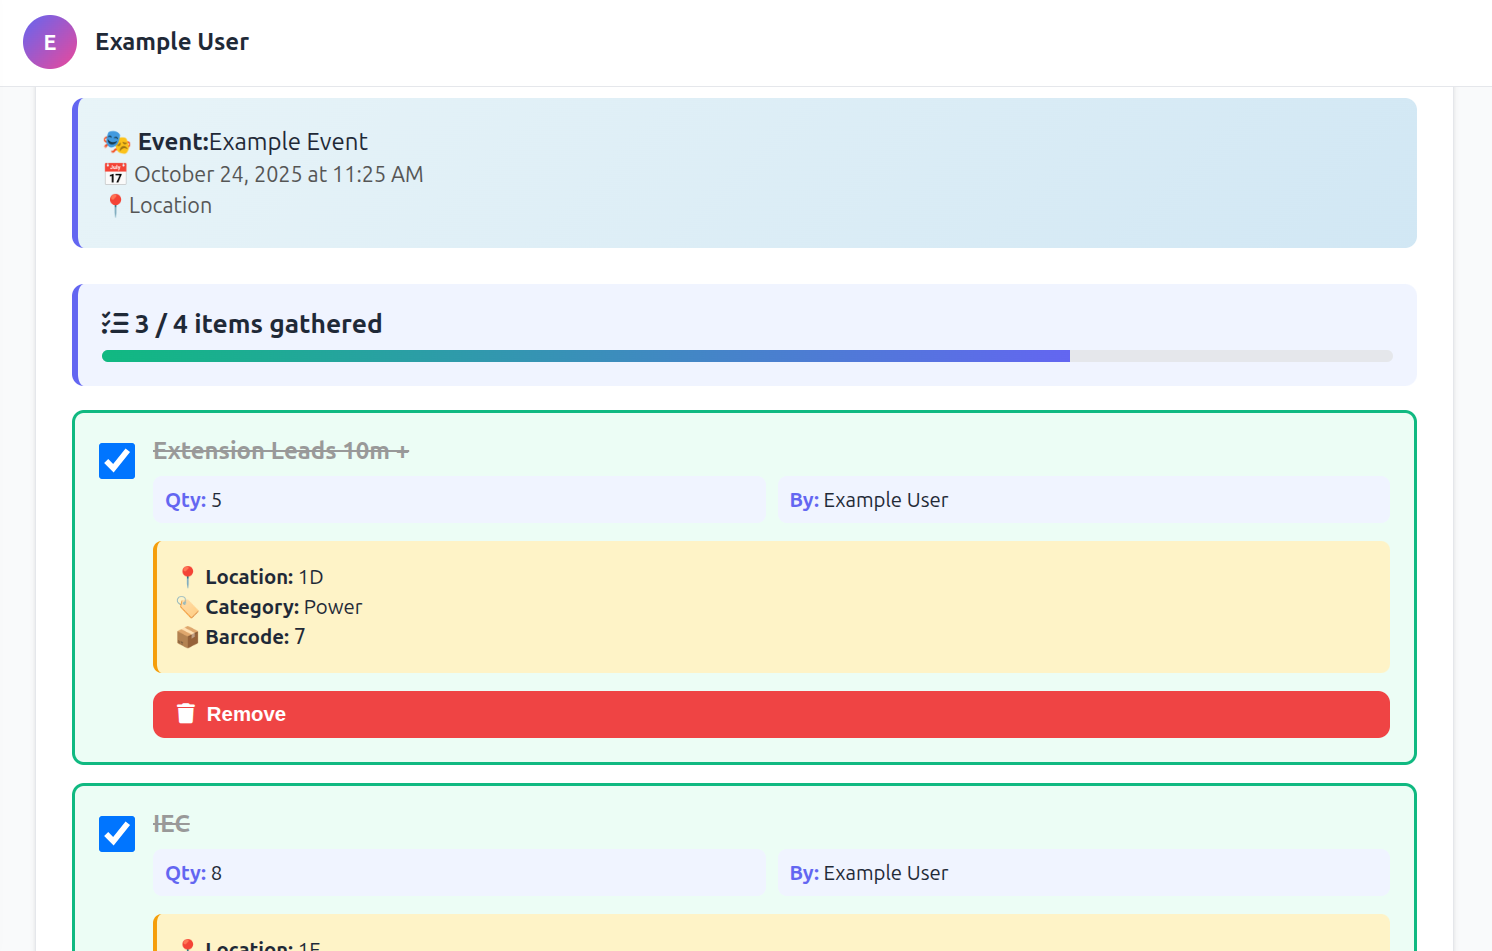 E
Example User
Event:Example Event
October 24, 2025 at 11:25 AM
Location
3 / 4 items gathered
Extension Leads 10m +
Qty: 5
By: Example User
Location: 1D
Category: Power
Barcode: 7
Remove
IEC
Qty: 8
By: Example User
Location: